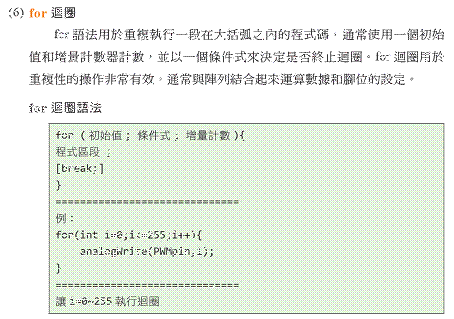 (6) for 迴圈
for 語法用於重複執行一段在大括弧之內的程式碼，通常使用一個初始
值和增量計數器計數，並以一個條件式來決定是否終止迴圈。for 迴圈用於
重複性的操作非常有效，通常與陣列結合起來運算數據和腳位的設定。
for 迴圈語法
for ( 初始值 ; 條件式 ; 增量計數 ){
程式區段 ;
[break;]
}
==============================
例：
for(int i=0;i<=255;i++){
analogWrite(PWMpin,i);
}
==============================
讓 i=0~255 執行迴圈